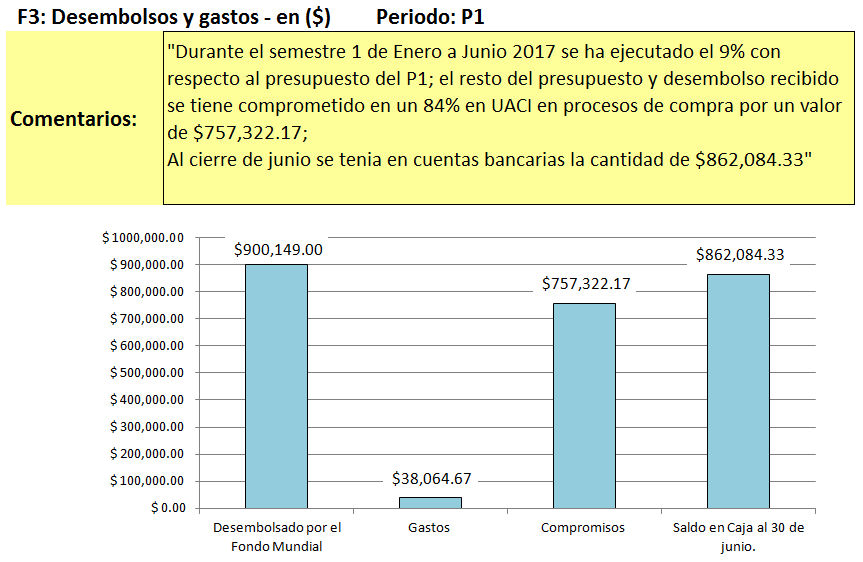 F3: Desembolsos y gastos - en ($) Periodo: P1
Comentarios:
"Durante el semestre 1 de Enero a Junio 2017 se ha ejecutado el 9% con
respecto al presupuesto del P1; el resto del presupuesto y desembolso recibido
se tiene comprometido en un 84% en UACI en procesos de compra por un valor
de $757,322.17;
Al cierre de junio se tenia en cuentas bancarias la cantidad de $862,084.33"
$ 1000,000.00
$ 900,000.00
$ 800,000.00
$ 700,000.00
$ 600,000.00
$ 500,000.00
$ 400,000.00
$ 300,000.00
$ 200,000.00
$ 100,000.00
$ 0.00
$900,149.00
$38,064.67
$757,322.17
$862,084.33
Desembolsado por el
Fondo Mundial
Gastos
Compromisos
Saldo en Caja al 30 de
junio.